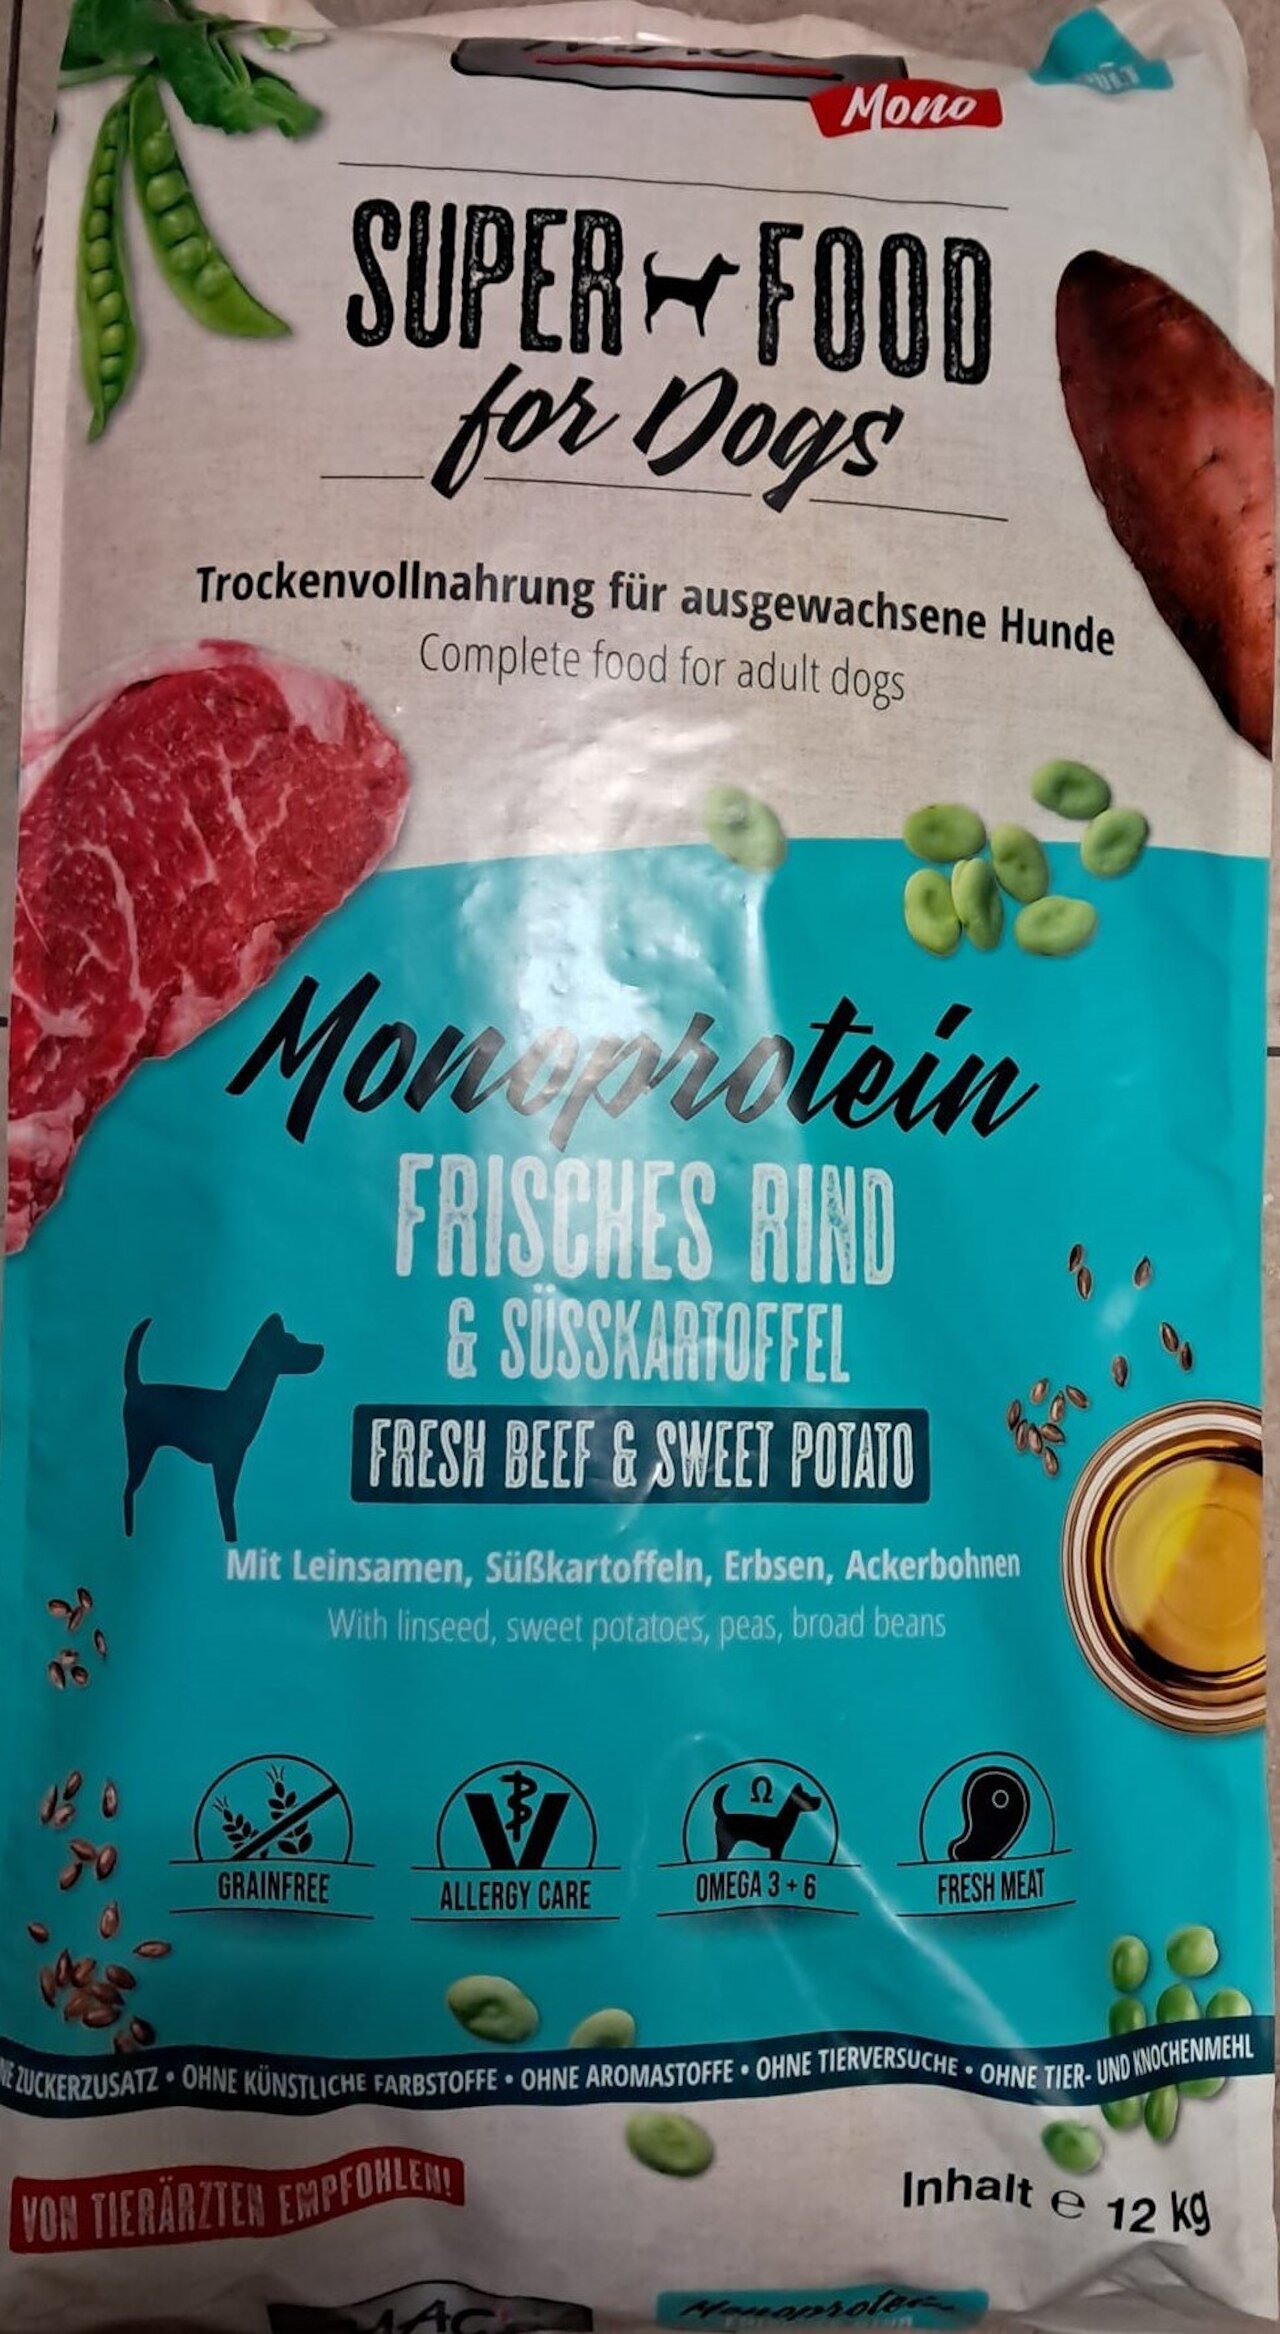 Mono
SUPER FOOD
for Dogs
Trockenvollnahrung für ausgewachsene Hunde
Complete food for adult dogs
Monoprotein
FRISCHES RIND
& SÜSSKARTOFFEL
FRESH BEEF & SWEET POTATO
Mit Leinsamen, Süßkartoffeln, Erbsen, Ackerbohnen
With linseed, sweet potatoes, peas, broad beans
GRAINFREE
ALLERGY CARE
Ω
OMEGA 3 + 6
FRESH MEAT
ZUCKERZUSATZ • OHNE KÜNSTLICHE FARBSTOFFE • OHNE AROMASTOFFE • OHNE TIERVERSUCHE • OHNE TIER- UND KNOCHENMEHL
VON TIERÄRZTEN EMPFOHLEN!
Inhalt ℮ 12 kg
MAC's
Monoprotein